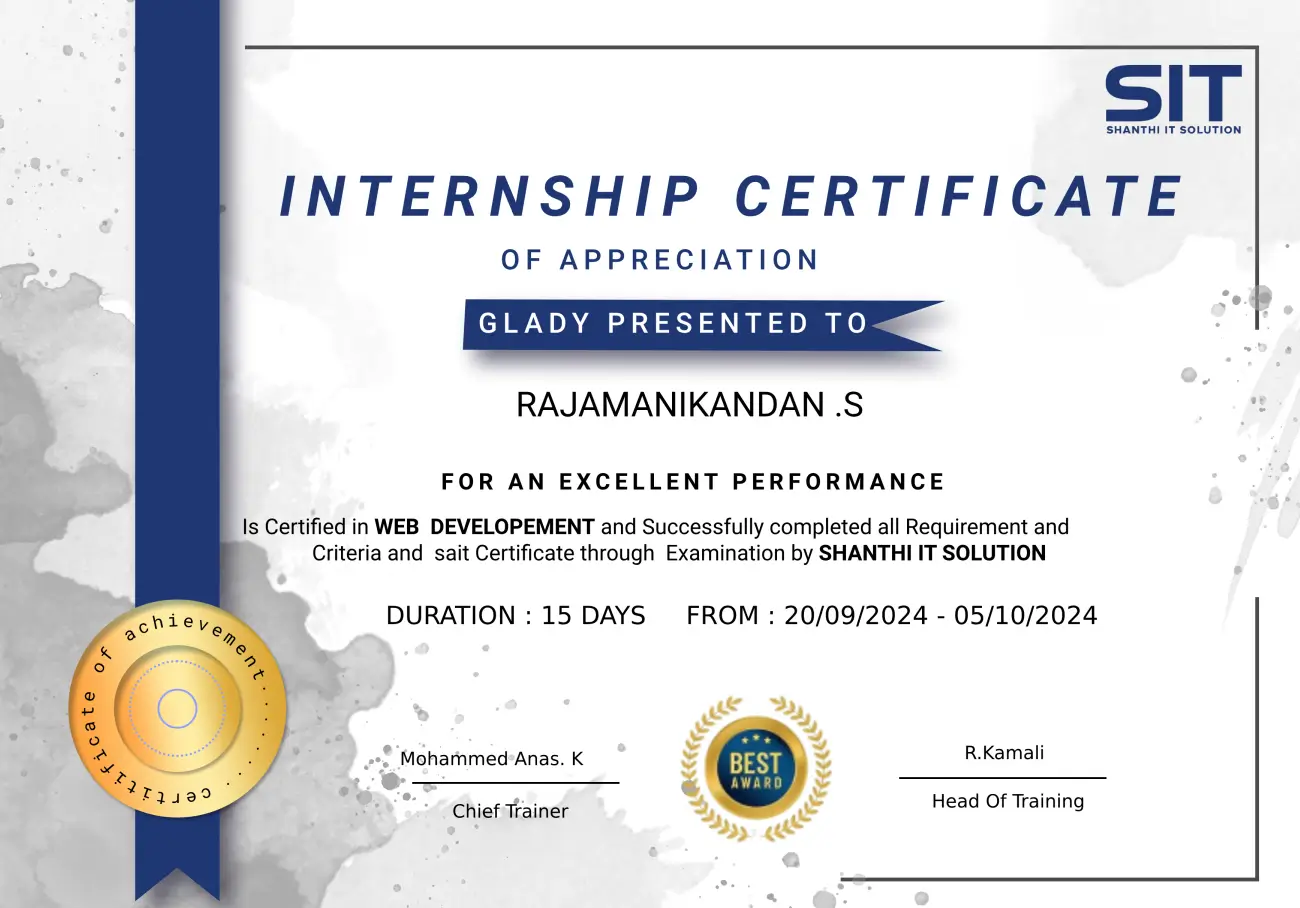 SIT
SHANTHI IT SOLUTION
INTERNSHIP CERTIFICATE
OF APPRECIATION
GLADY PRESENTED TO
RAJAMANIKANDAN .S
FOR AN EXCELLENT PERFORMANCE
Is Certified in WEB  DEVELOPEMENT and Successfully completed all Requirement and
Criteria and  sait Certificate through  Examination by SHANTHI IT SOLUTION
DURATION : 15 DAYS     FROM : 20/09/2024 - 05/10/2024
certificate of achievement.........
Mohammed Anas. K
Chief Trainer
BEST
AWARD
R.Kamali
Head Of Training